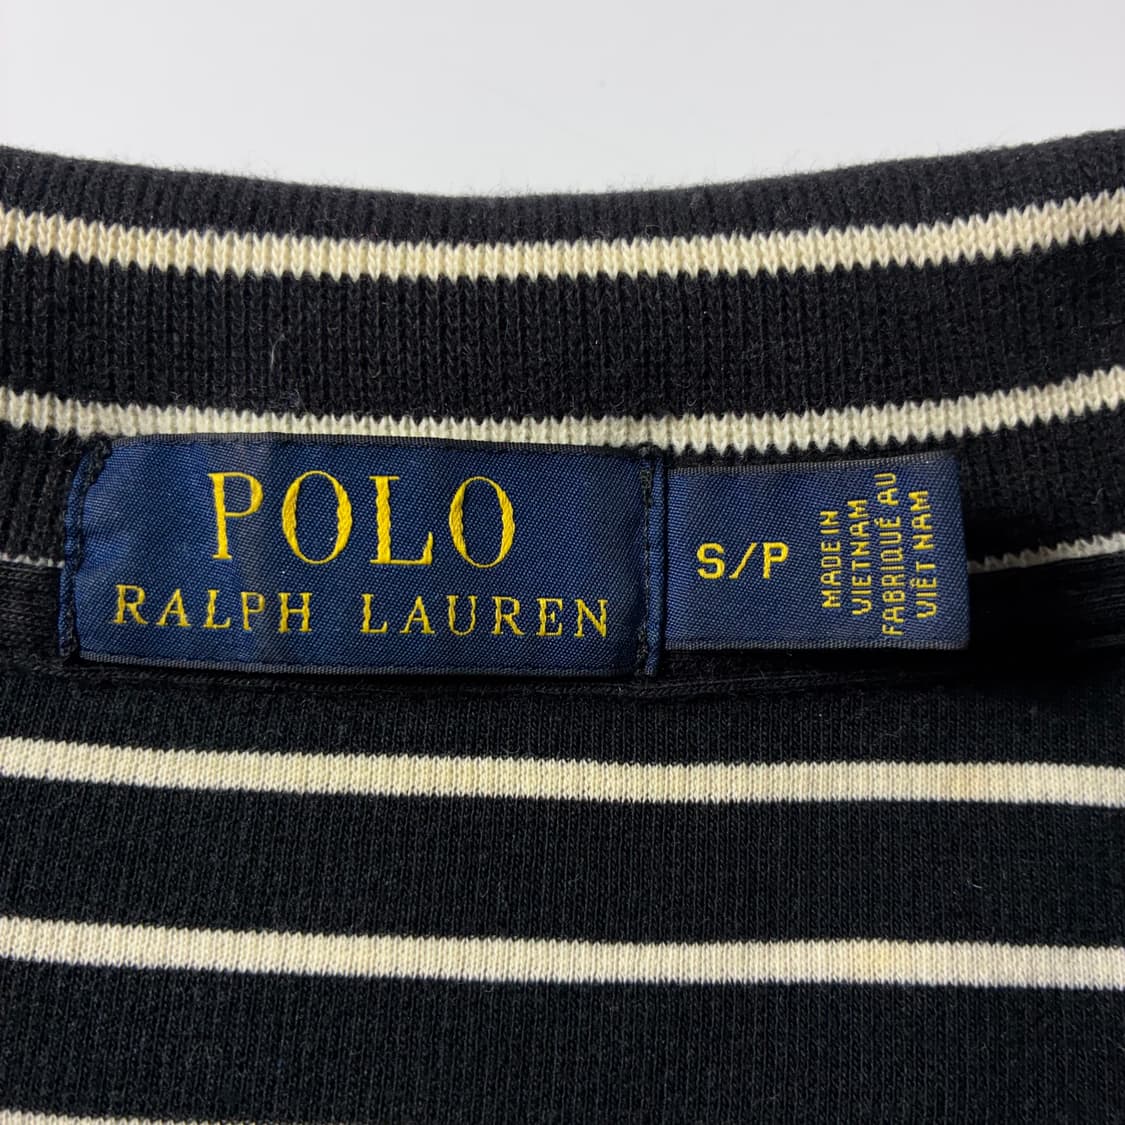 POLO
RALPH LAUREN
S/P
MADE IN
VIETNAM
FABRIQUÉ AU
VIÊT NAM